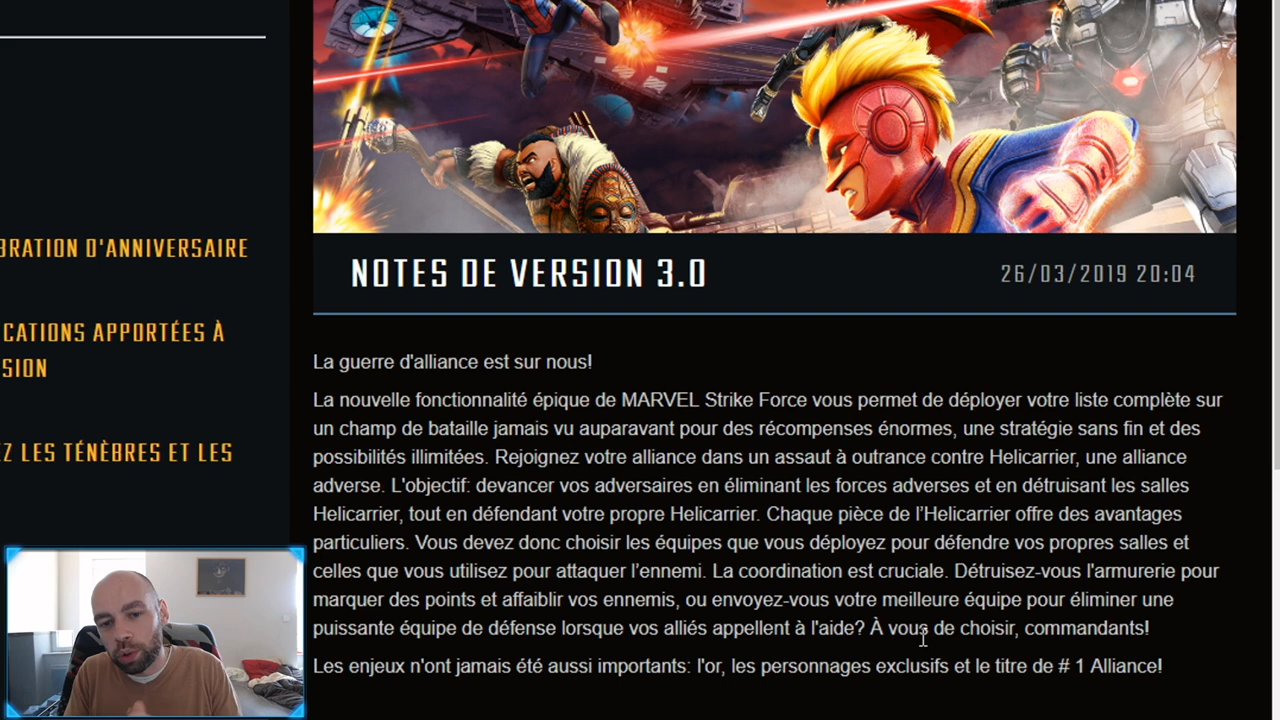 BRATION D'ANNIVERSAIRE
CATIONS APPORTÉES À
SION
EZ LES TÉNÈBRES ET LES
NOTES DE VERSION 3.0
26/03/2019 20:04
La guerre d'alliance est sur nous!
La nouvelle fonctionnalité épique de MARVEL Strike Force vous permet de déployer votre liste complète sur
un champ de bataille jamais vu auparavant pour des récompenses énormes, une stratégie sans fin et des
possibilités illimitées. Rejoignez votre alliance dans un assaut à outrance contre Helicarrier, une alliance
adverse. L'objectif: devancer vos adversaires en éliminant les forces adverses et en détruisant les salles
Helicarrier, tout en défendant votre propre Helicarrier. Chaque pièce de l’Helicarrier offre des avantages
particuliers. Vous devez donc choisir les équipes que vous déployez pour défendre vos propres salles et
celles que vous utilisez pour attaquer l’ennemi. La coordination est cruciale. Détruisez-vous l'armurerie pour
marquer des points et affaiblir vos ennemis, ou envoyez-vous votre meilleure équipe pour éliminer une
puissante équipe de défense lorsque vos alliés appellent à l'aide? À vous de choisir, commandants!
Les enjeux n'ont jamais été aussi importants: l'or, les personnages exclusifs et le titre de # 1 Alliance!